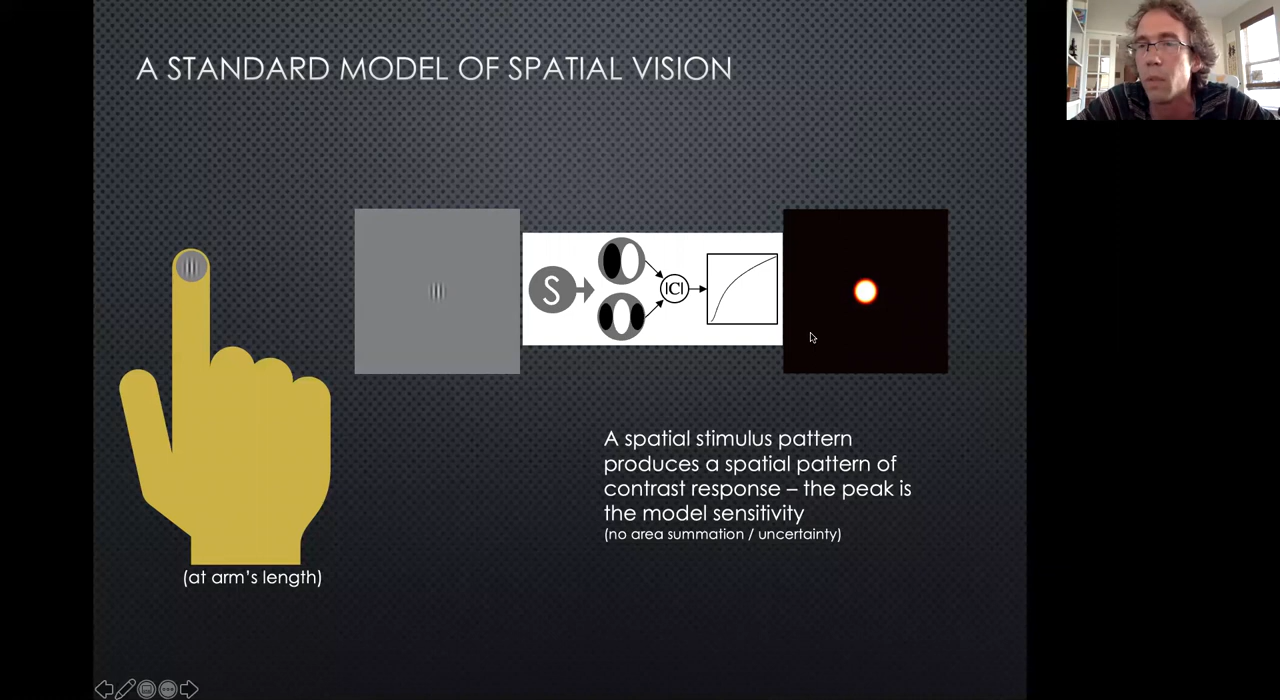 A STANDARD MODEL OF SPATIAL VISION
S
|C|
A spatial stimulus pattern
produces a spatial pattern of
contrast response – the peak is
the model sensitivity
(no area summation / uncertainty)
(at arm's length)